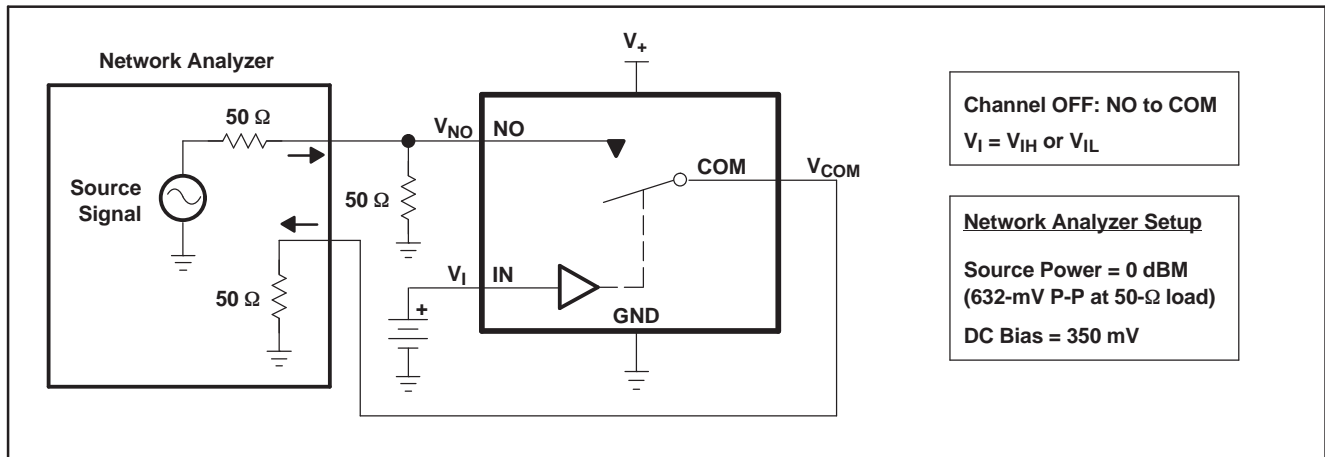 Network Analyzer
50 Ω
Source
Signal
50 Ω
50 Ω
V+
VNO
NO
COM
VCOM
VI
IN
+
GND
Channel OFF: NO to COM
VI = VIH or VIL
Network Analyzer Setup
Source Power = 0 dBM
(632-mV P-P at 50-Ω load)
DC Bias = 350 mV